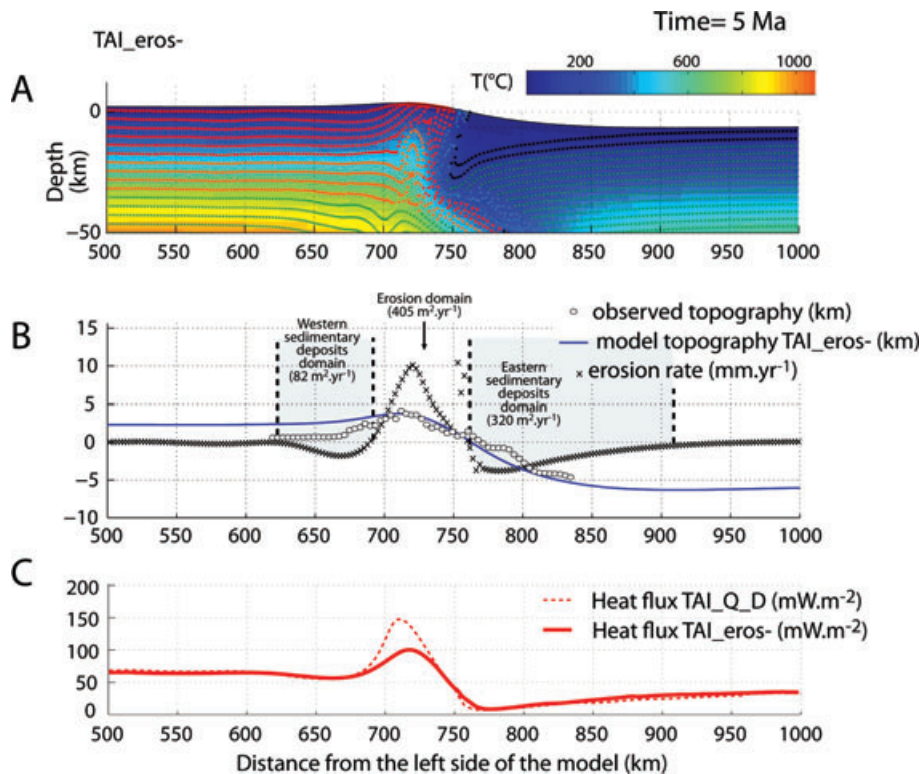 Time= 5 Ma
TAI_eros-
T(°C)
200 600 1000
A
0
Depth
(km)
-50
500 550 600 650 700 750 800 850 900 950 1000
B
Erosion domain
(405 m².yr⁻¹)
Western
sedimentary
deposits
domain
(82 m².yr⁻¹)
Eastern
sedimentary
deposits
domain
(320 m².yr⁻¹)
observed topography (km)
model topography TAI_eros- (km)
erosion rate (mm.yr⁻¹)
15
10
5
0
−5
−10
500 550 600 650 700 750 800 850 900 950 1000
C
200
150
100
50
0
Heat flux TAI_Q_D (mW.m⁻²)
Heat flux TAI_eros- (mW.m⁻²)
500 550 600 650 700 750 800 850 900 950 1000
Distance from the left side of the model (km)